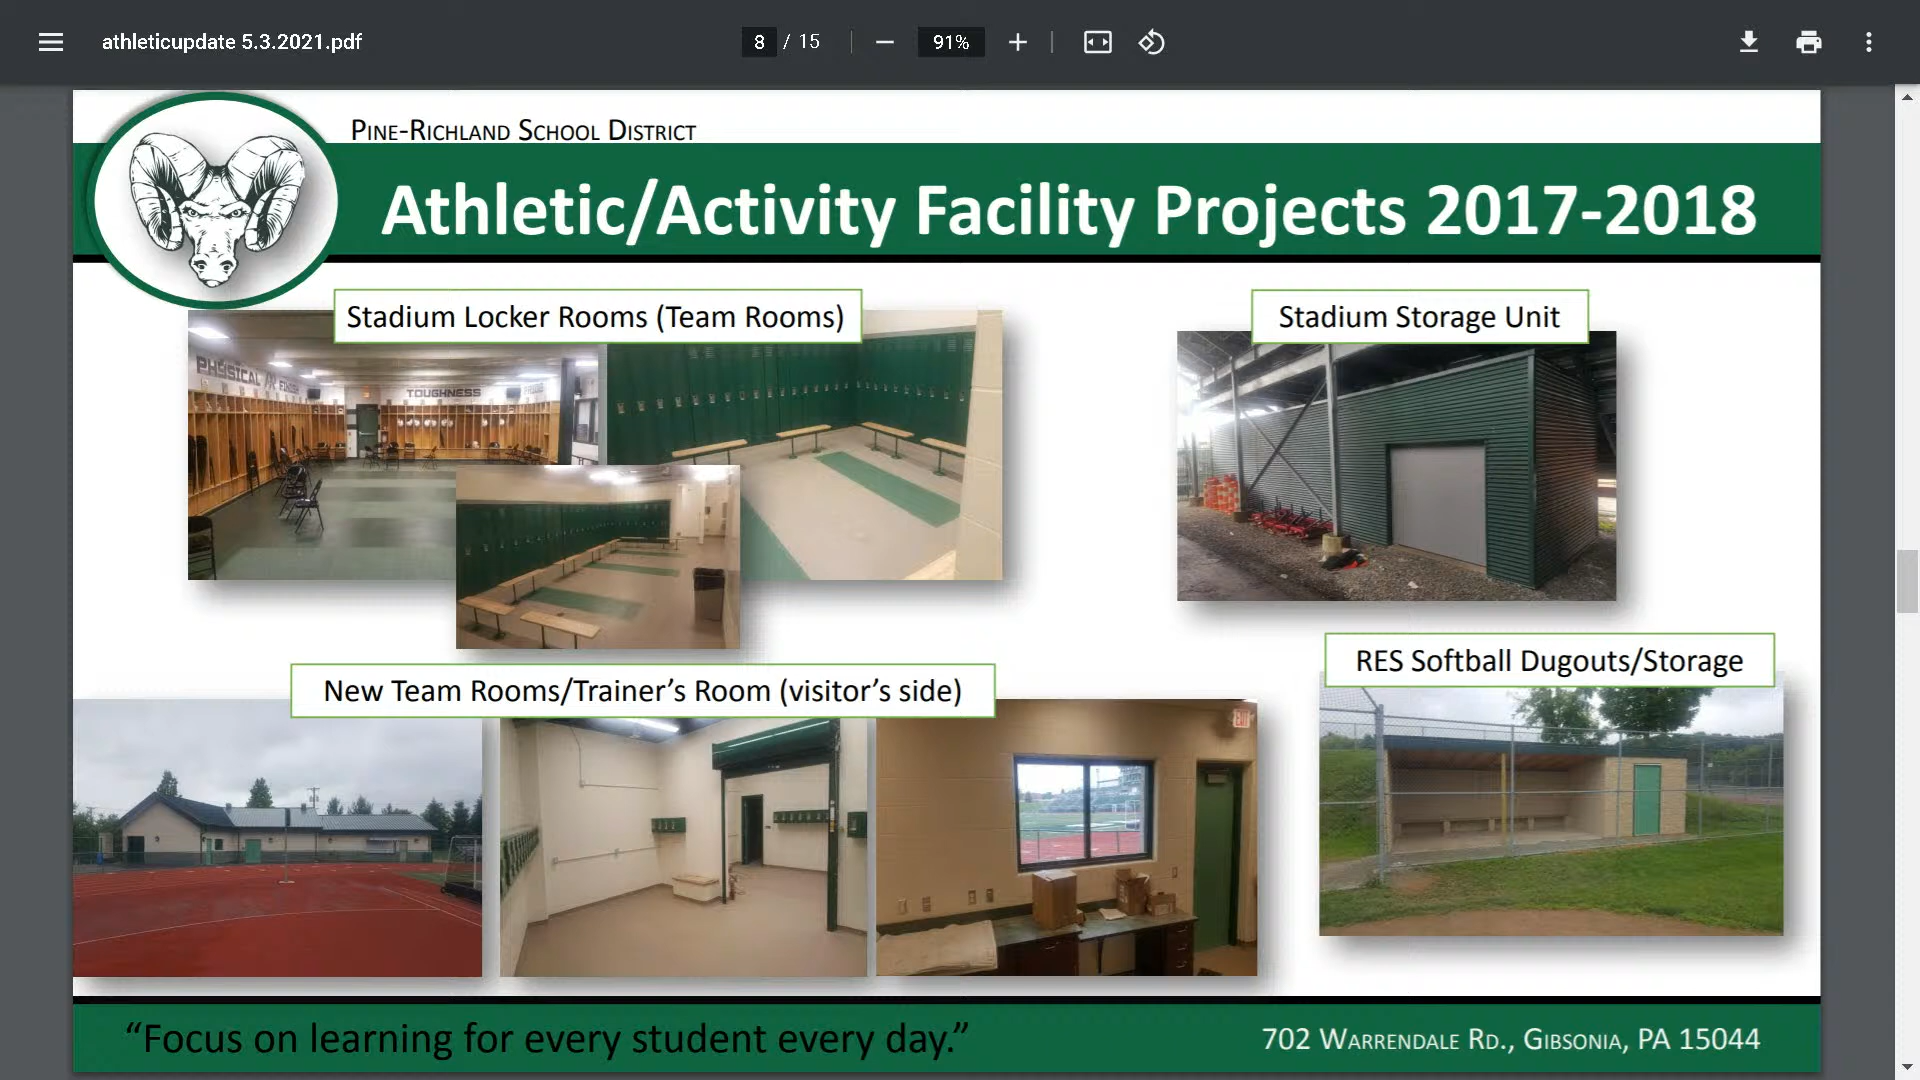 athleticupdate 5.3.2021.pdf
8 / 15
91%
PINE-RICHLAND SCHOOL DISTRICT
Athletic/Activity Facility Projects 2017-2018
Stadium Locker Rooms (Team Rooms)
Stadium Storage Unit
PHYSICAL
TOUGHNESS
RES Softball Dugouts/Storage
New Team Rooms/Trainer’s Room (visitor’s side)
EXIT
“Focus on learning for every student every day.”
702 WARRENDALE RD., GIBSONIA, PA 15044